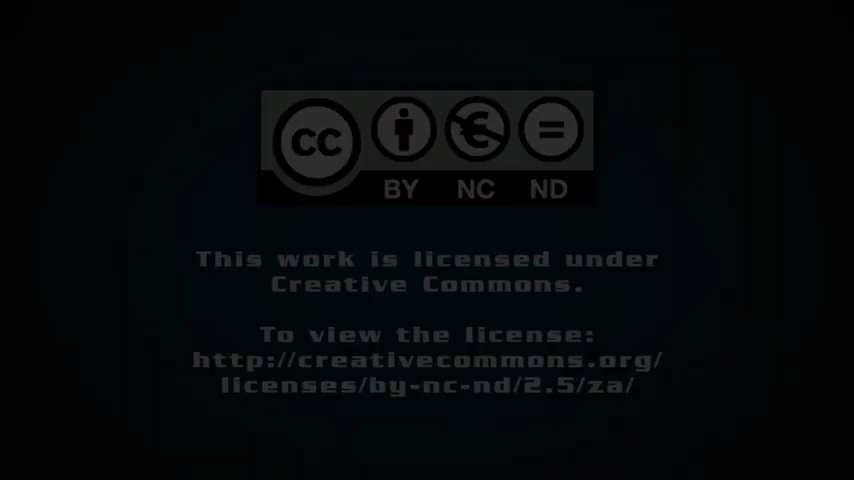 CC
BY NC ND
This work is licensed under
Creative Commons.
To view the license:
http://creativecommons.org/
licenses/by-nc-nd/2.5/za/